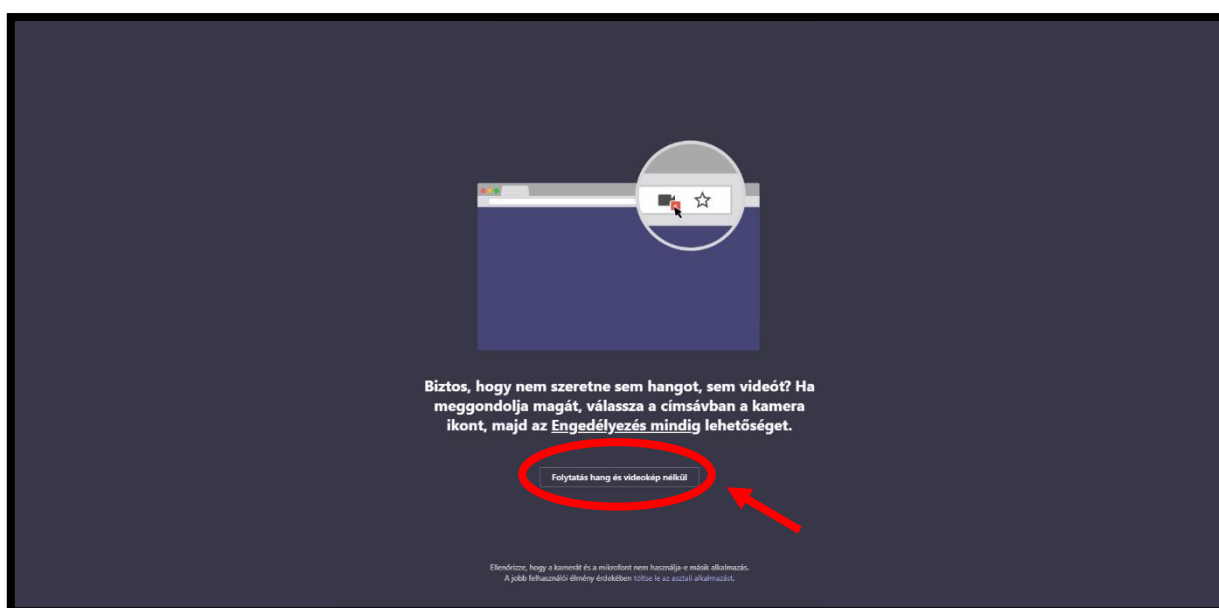 Biztos, hogy nem szeretne sem hangot, sem videót? Ha
meggondolja magát, válassza a címsávban a kamera
ikont, majd az Engedélyezés mindig lehetőséget.
Folytatás hang és videokép nélkül
Ellenőrizze, hogy a kamerát és a mikrofont nem használja-e másik alkalmazás.
A jobb felhasználói élmény érdekében töltse le az asztali alkalmazást.